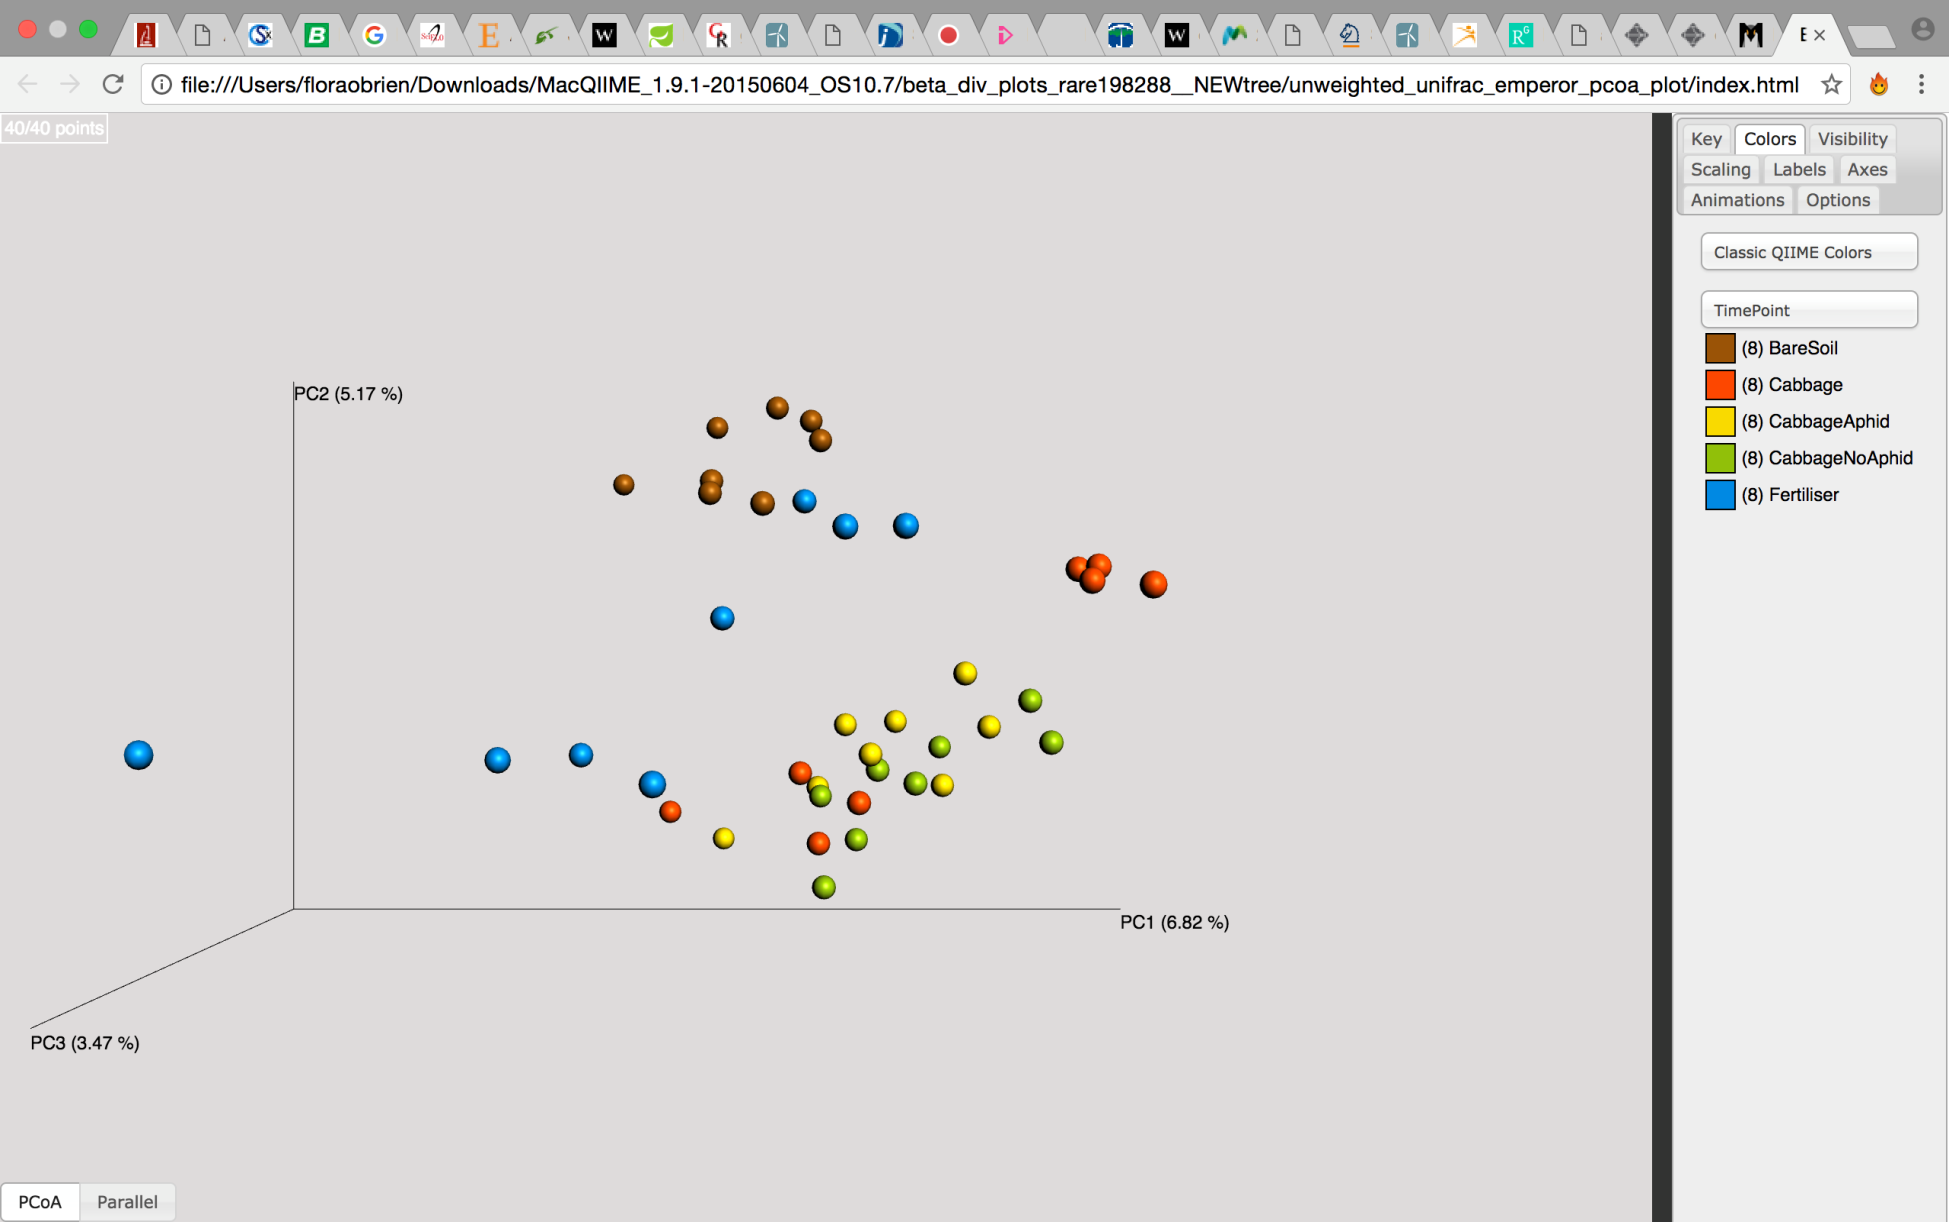 E
file:///Users/floraobrien/Downloads/MacQIIME_1.9.1-20150604_OS10.7/beta_div_plots_rare198288__NEWtree/unweighted_unifrac_emperor_pcoa_plot/index.html
40/40 points
Key Colors Visibility
Scaling Labels Axes
Animations Options
Classic QIIME Colors
TimePoint
(8) BareSoil
(8) Cabbage
(8) CabbageAphid
(8) CabbageNoAphid
(8) Fertiliser
PC2 (5.17 %)
PC1 (6.82 %)
PC3 (3.47 %)
PCoA Parallel